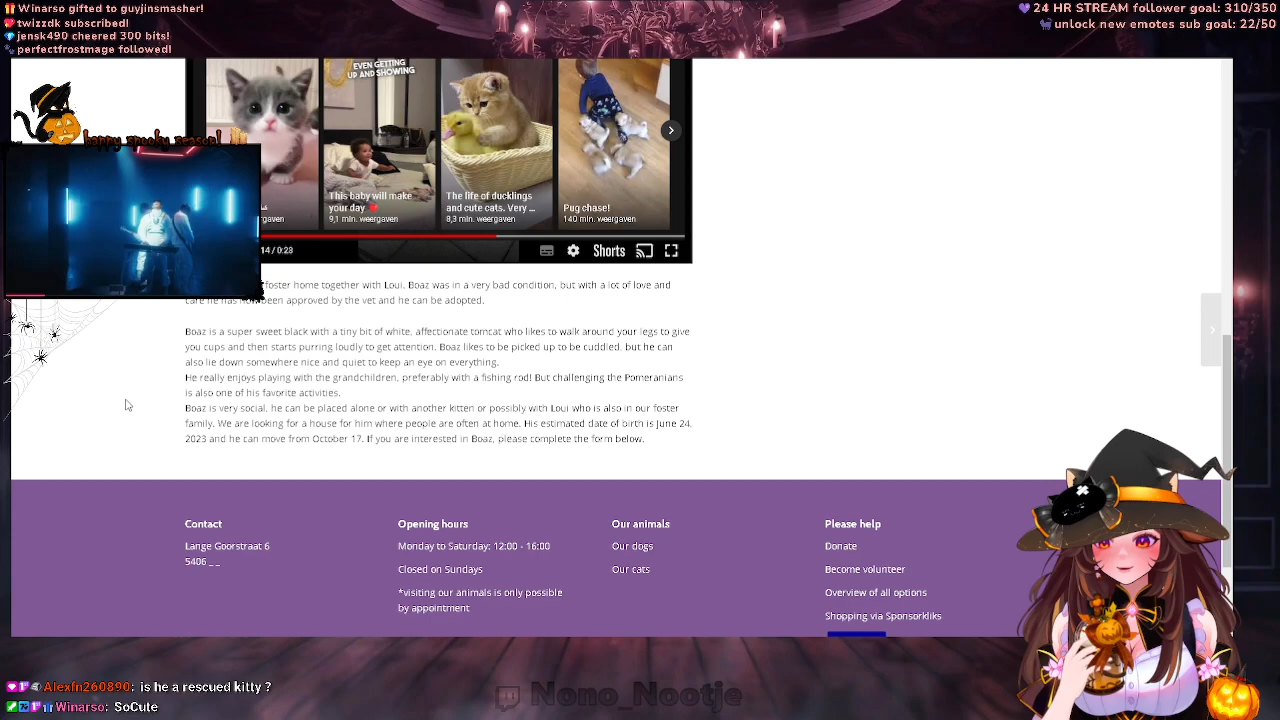 Winarso gifted to guyjinsmasher!
winso9 subscribed!
jensk490 cheered 300 bits!
perfectfrostmage followed!
24 HR STREAM follower goal: 310/350
unlock new emotes sub goal: 22/50
EVEN GETTING
UP AND SHOWING
happy spooky season!
This baby will make
your day
9,1 mln. weergaven
The life of ducklings
and cute cats. Very ...
8,3 mln. weergaven
Pug chase!
140 mln. weergaven
14 / 0:23
Shorts
foster home together with Loui. Boaz was in a very bad condition, but with a lot of love and
care he has now been approved by the vet and he can be adopted.
Boaz is a super sweet black with a tiny bit of white, affectionate tomcat who likes to walk around your legs to give
you cups and then starts purring loudly to get attention. Boaz likes to be picked up to be cuddled, but he can
also lie down somewhere nice and quiet to keep an eye on everything.
He really enjoys playing with the grandchildren, preferably with a fishing rod! But challenging the Pomeranians
is also one of his favorite activities.
Boaz is very social, he can be placed alone or with another kitten or possibly with Loui who is also in our foster
family. We are looking for a house for him where people are often at home. His estimated date of birth is June 24,
2023 and he can move from October 17. If you are interested in Boaz, please complete the form below.
Contact
Lange Goorstraat 6
5406 _ _
Opening hours
Monday to Saturday: 12:00 - 16:00
Closed on Sundays
*visiting our animals is only possible
by appointment
Our animals
Our dogs
Our cats
Please help
Donate
Become volunteer
Overview of all options
Shopping via Sponsorkliks
Alexfn260890: is he a rescued kitty ?
Winarso: SoCute
Nono_Nootje